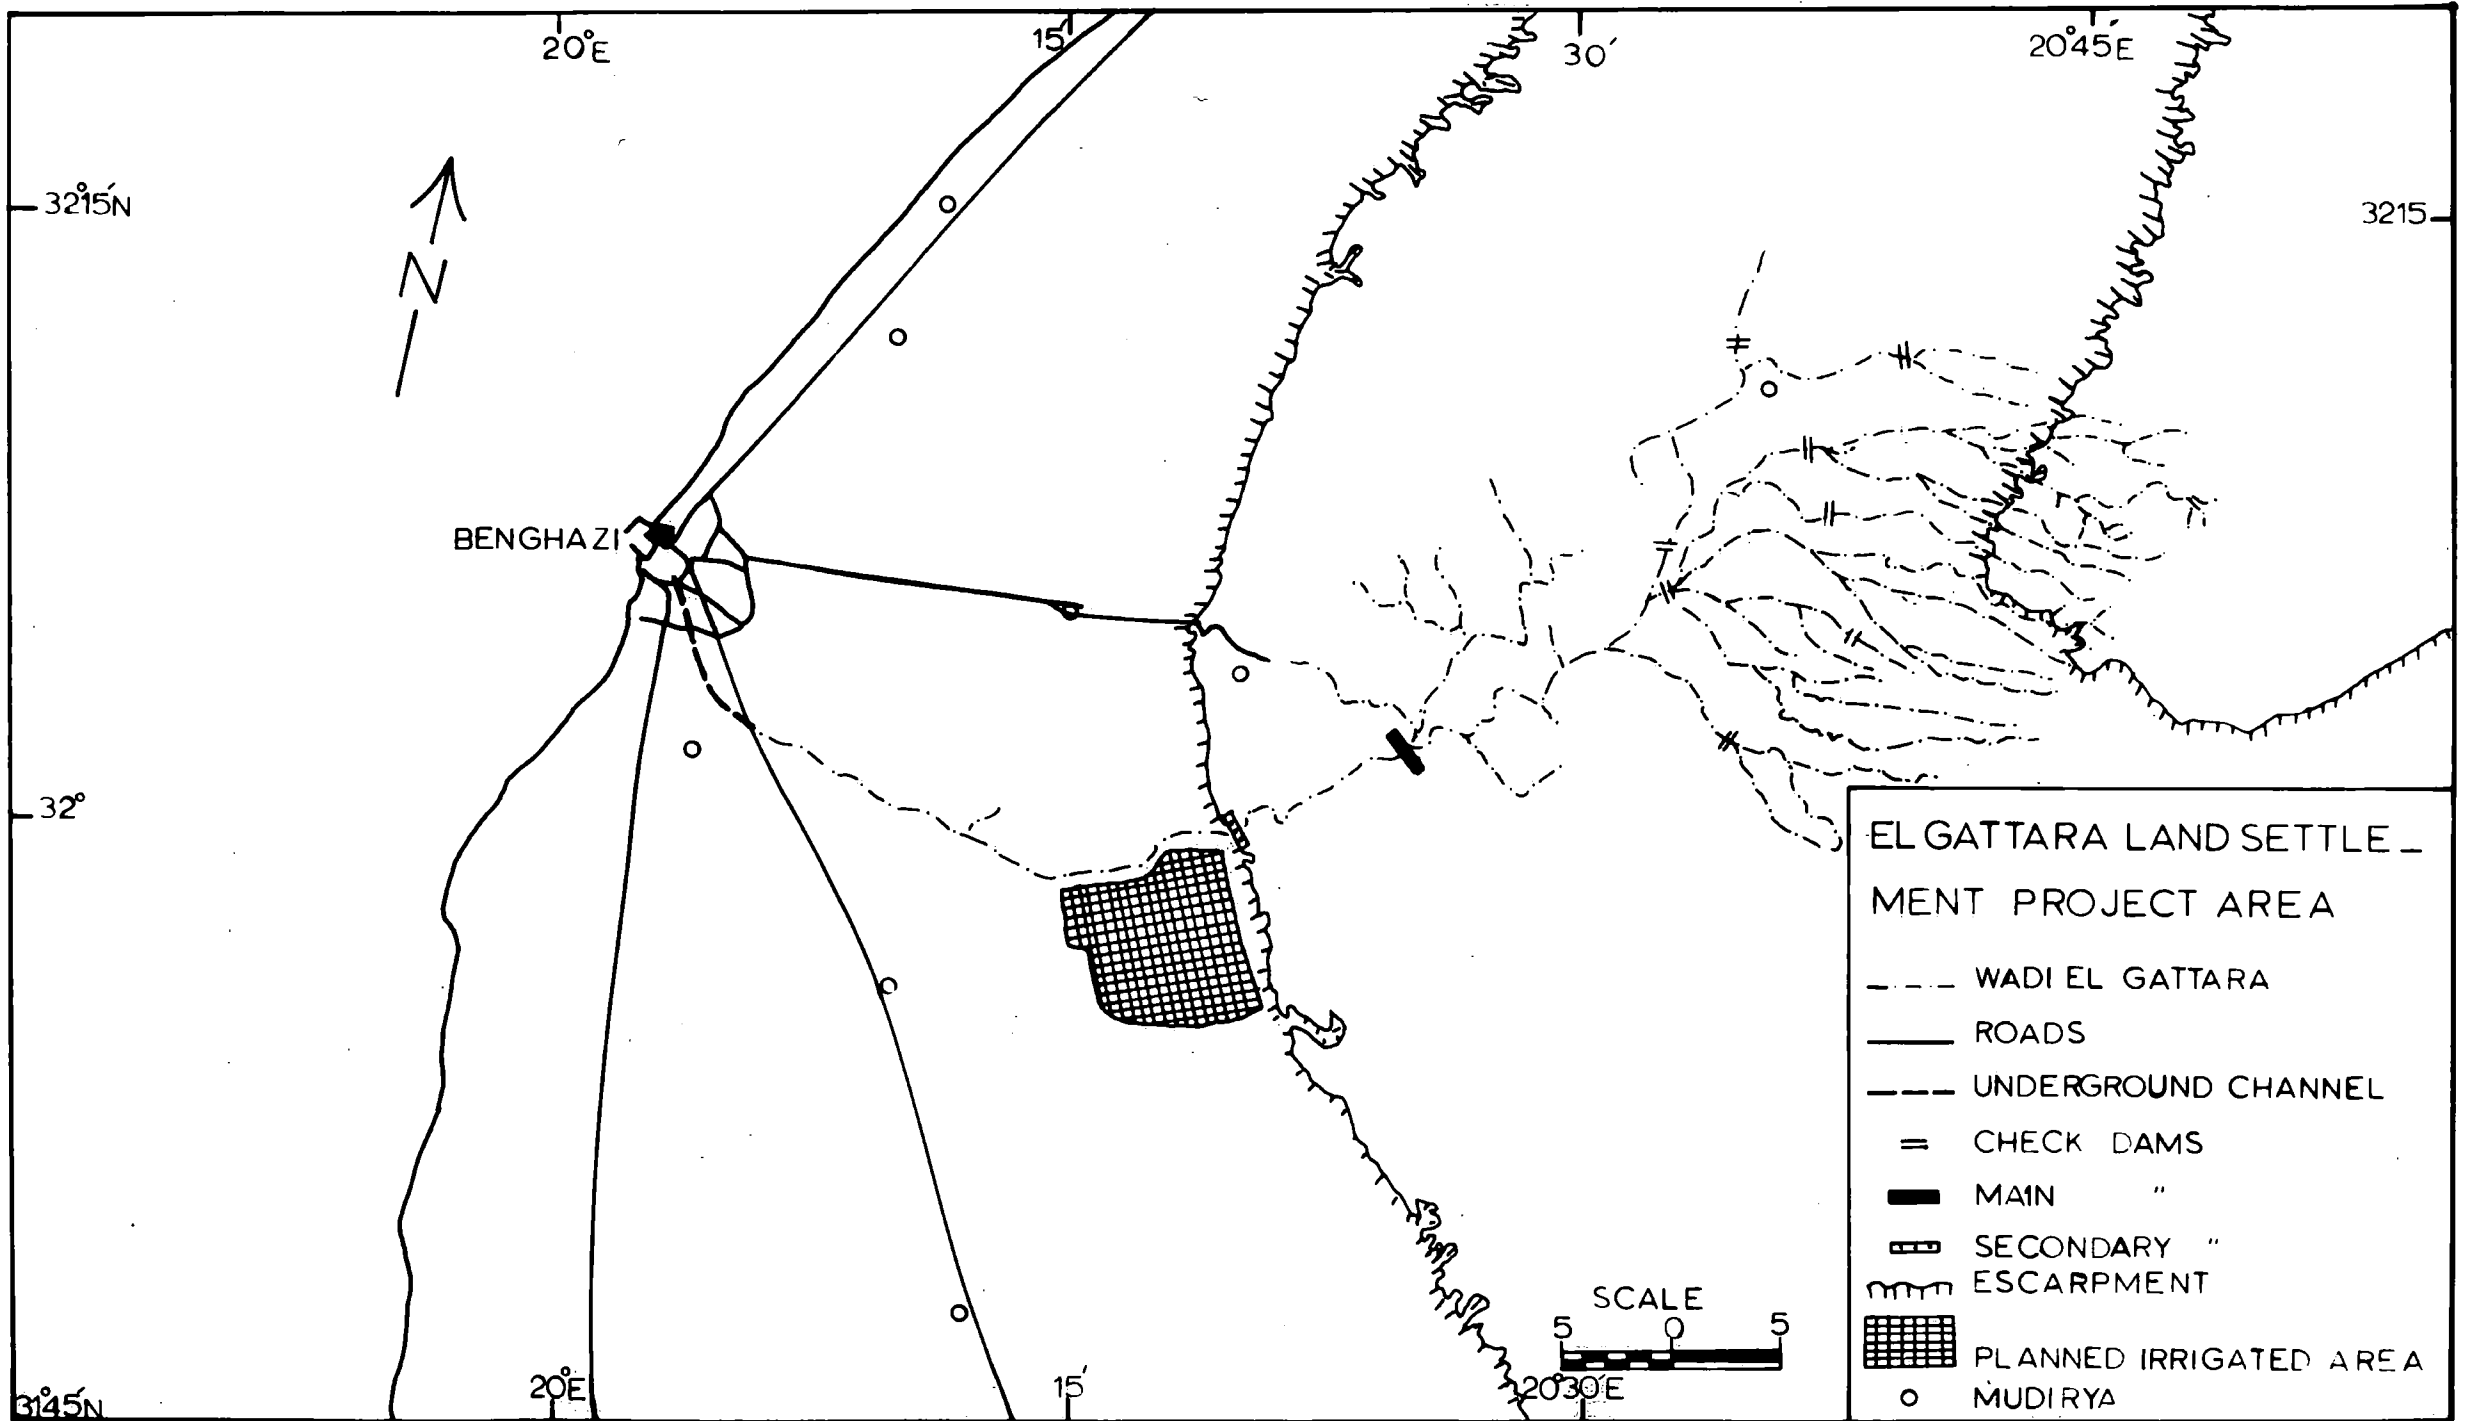 20°E
15'
30'
20°45'E
32°15'N
3215
N
BENGHAZI
32°
EL GATTARA LAND SETTLE_
MENT PROJECT AREA
WADI EL GATTARA
ROADS
UNDERGROUND CHANNEL
CHECK DAMS
MAIN "
SECONDARY "
ESCARPMENT
PLANNED IRRIGATED AREA
MUDIRYA
SCALE
5 0 5
31°45'N
20°E
15'
20°30'E